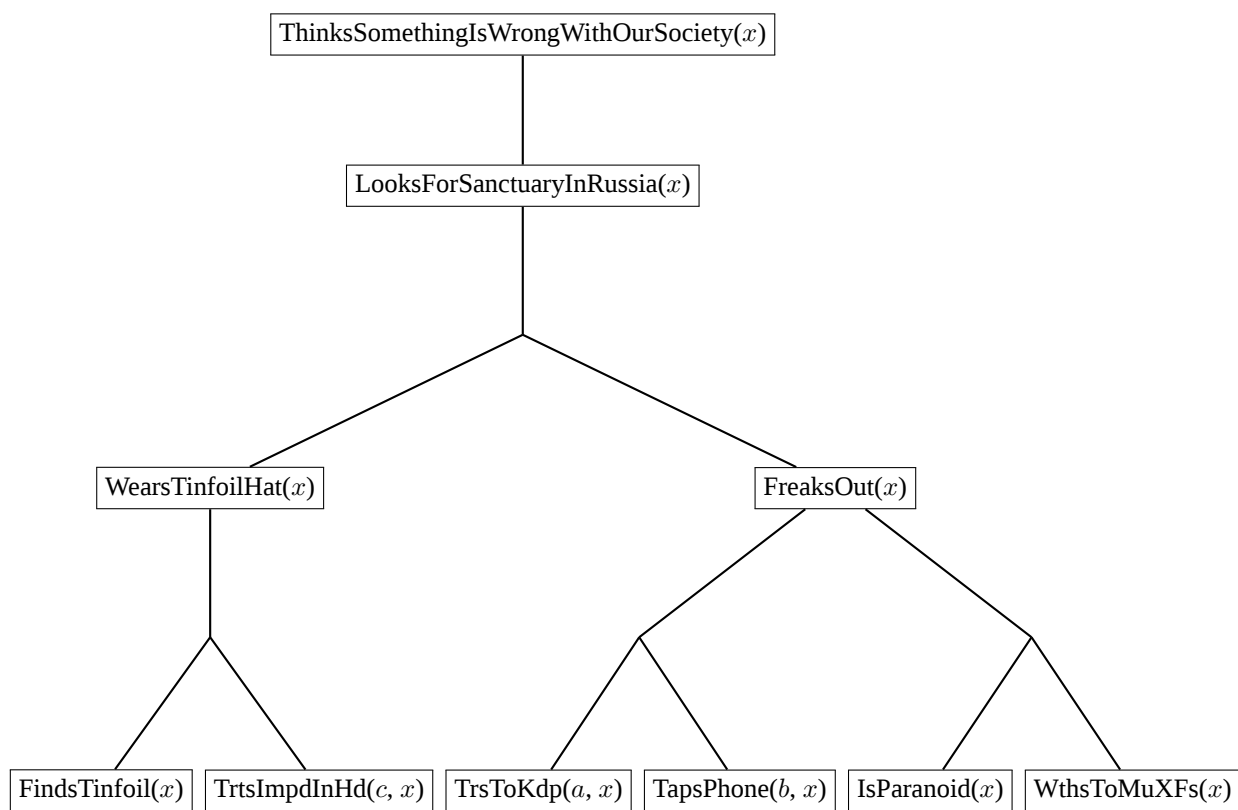 ThinksSomethingIsWrongWithOurSociety(x)
LooksForSanctuaryInRussia(x)
WearsTinfoilHat(x)
FreaksOut(x)
FindsTinfoil(x)
TrtsImpdInHd(c, x)
TrsToKdp(a, x)
TapsPhone(b, x)
IsParanoid(x)
WthsToMuXFs(x)